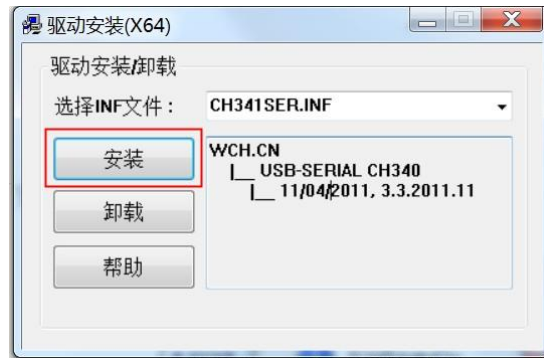 驱动安装(X64)
驱动安装/卸载
选择INF文件： CH341SER.INF
安装
WCH.CN
|__ USB-SERIAL CH340
|__ 11/04/2011, 3.3.2011.11
卸载
帮助